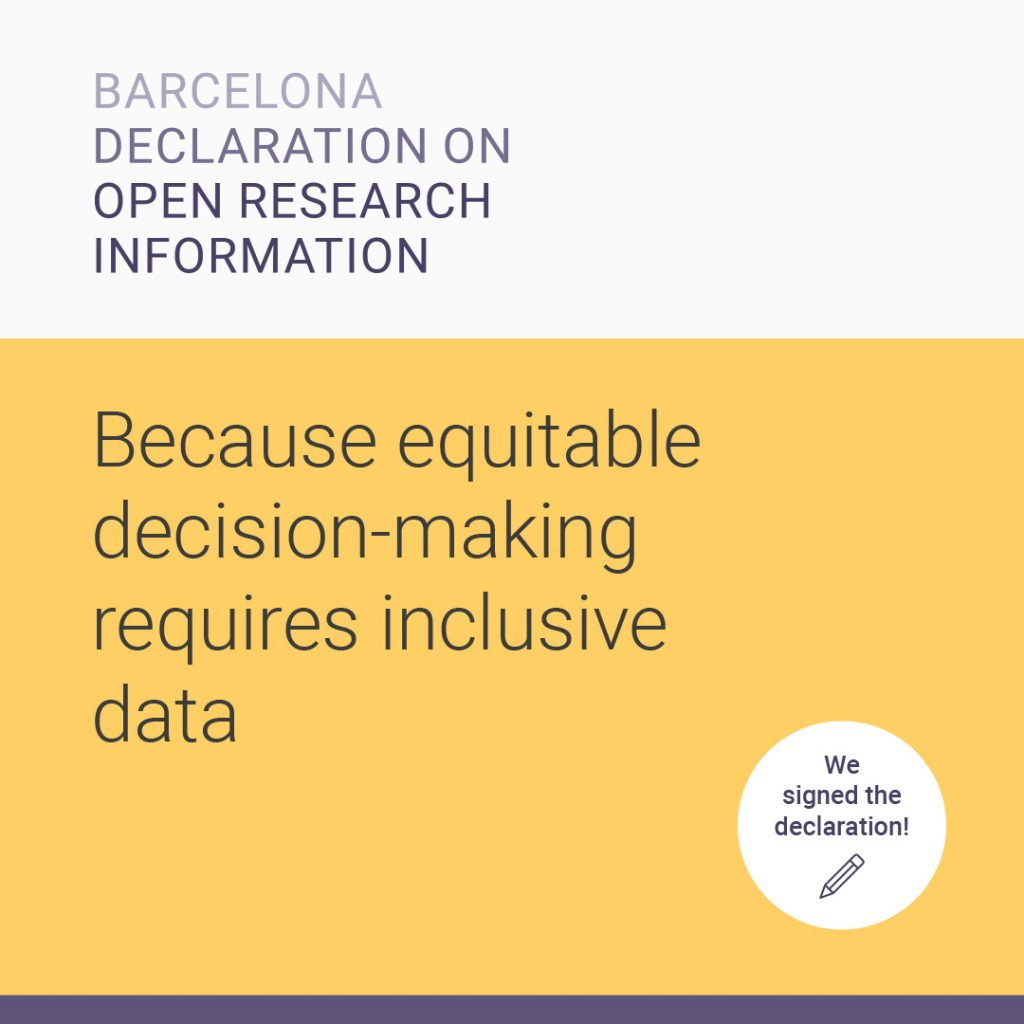 BARCELONA
DECLARATION ON
OPEN RESEARCH
INFORMATION
Because equitable
decision-making
requires inclusive
data
We
signed the
declaration!